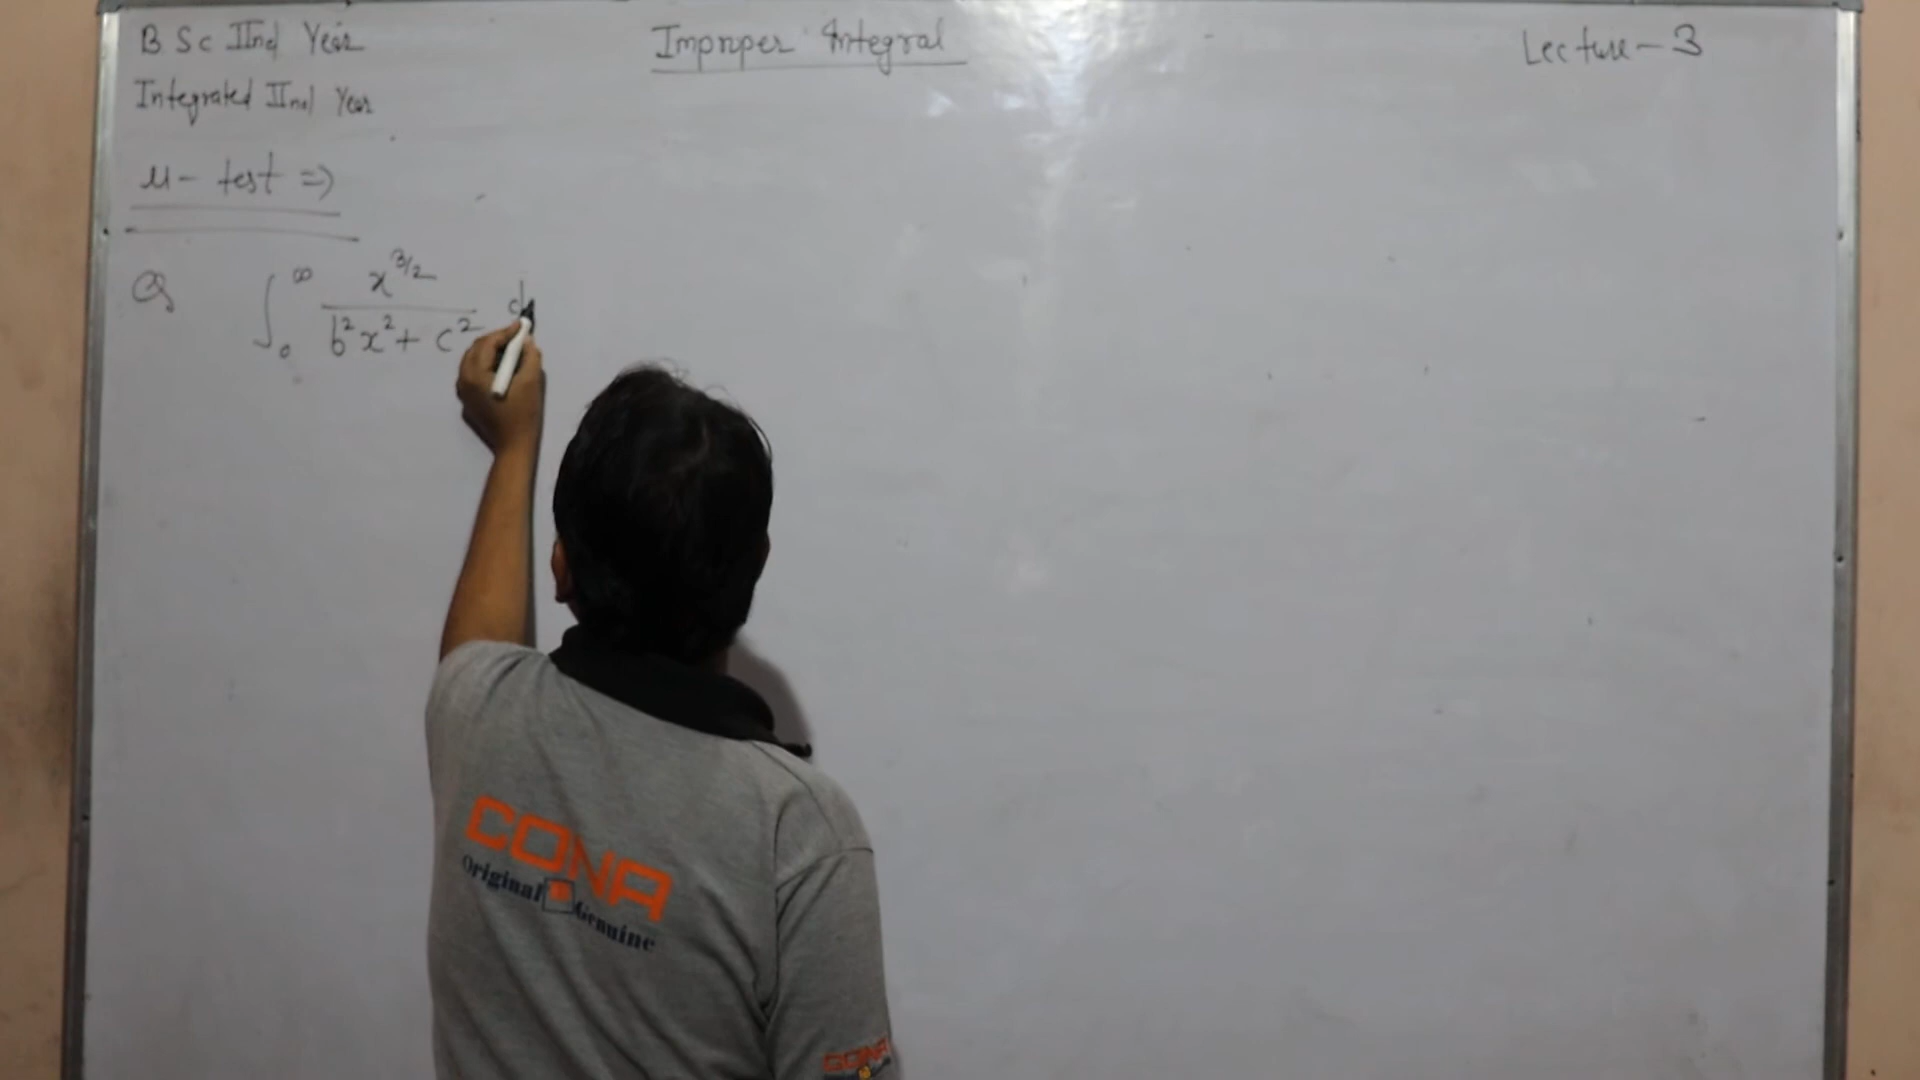 B Sc IInd Year
Improper Integral
Lecture - 3
Integrated IInd Year
μ - test ⇒
Q ∫₀^∞ x^{3/2} / (b²x² + c²) d
CONA
Original Genuine
CONA